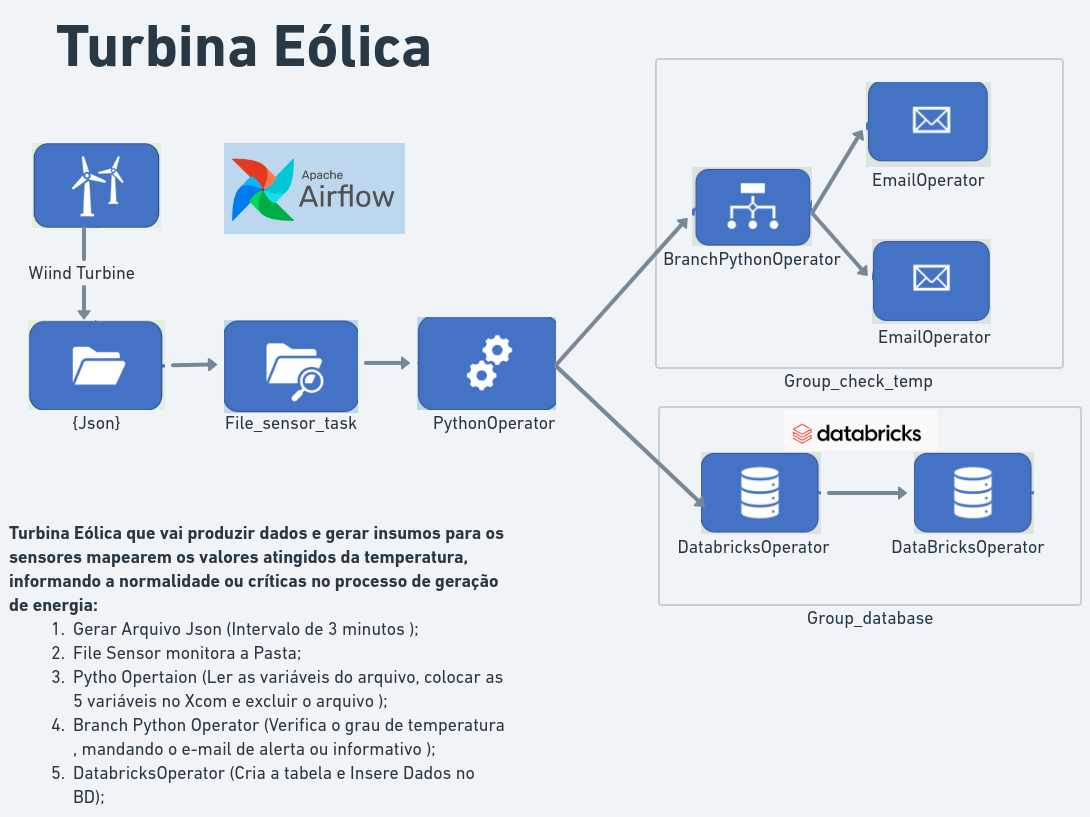 Turbina Eólica
Apache
Airflow
Wiind Turbine
{Json}
File_sensor_task
PythonOperator
BranchPythonOperator
EmailOperator
EmailOperator
Group_check_temp
databricks
DatabricksOperator
DataBricksOperator
Group_database
Turbina Eólica que vai produzir dados e gerar insumos para os
sensores mapearem os valores atingidos da temperatura,
informando a normalidade ou críticas no processo de geração
de energia:
1. Gerar Arquivo Json (Intervalo de 3 minutos );
2. File Sensor monitora a Pasta;
3. Pytho Opertaion (Ler as variáveis do arquivo, colocar as
5 variáveis no Xcom e excluir o arquivo );
4. Branch Python Operator (Verifica o grau de temperatura
, mandando o e-mail de alerta ou informativo );
5. DatabricksOperator (Cria a tabela e Insere Dados no
BD);